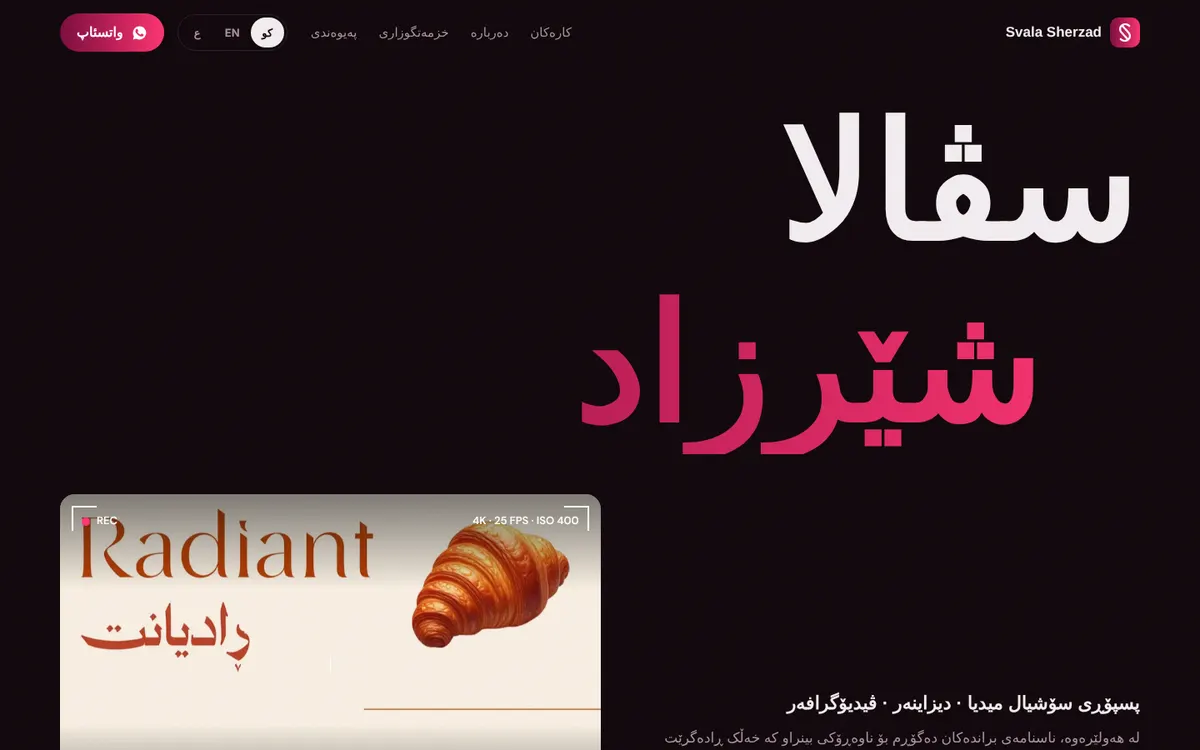 Svala Sherzad
کارەکان
دەربارە
خزمەتگوزاری
پەیوەندی
کو
EN
ع
واتسئاپ
سڤالا
شێرزاد
REC
4K · 25 FPS · ISO 400
Radiant
ڕادیانت
پسپۆڕی سۆشیال میدیا · دیزاینەر · ڤیدیۆگرافەر
لە هەولێرەوە، ناسنامەی براندەکان دەگۆڕم بۆ ناوەڕۆکی بینراو کە خەڵک ڕادەگرێت